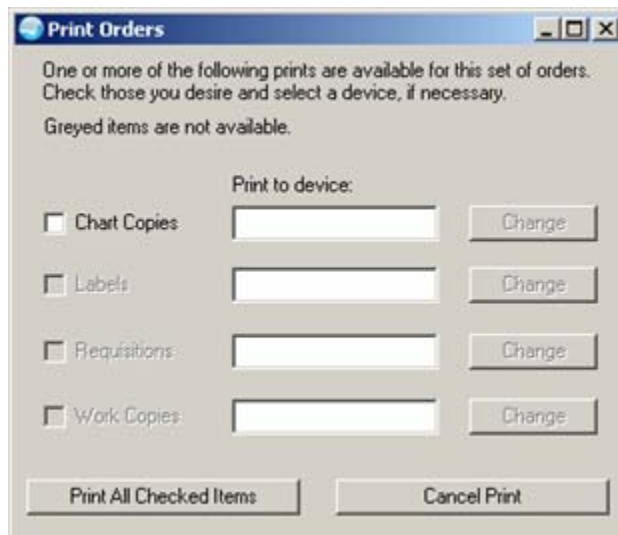 Print Orders
One or more of the following prints are available for this set of orders.
Check those you desire and select a device, if necessary.
Greyed items are not available.
Print to device:
Chart Copies Change
Labels Change
Requisitions Change
Work Copies Change
Print All Checked Items Cancel Print